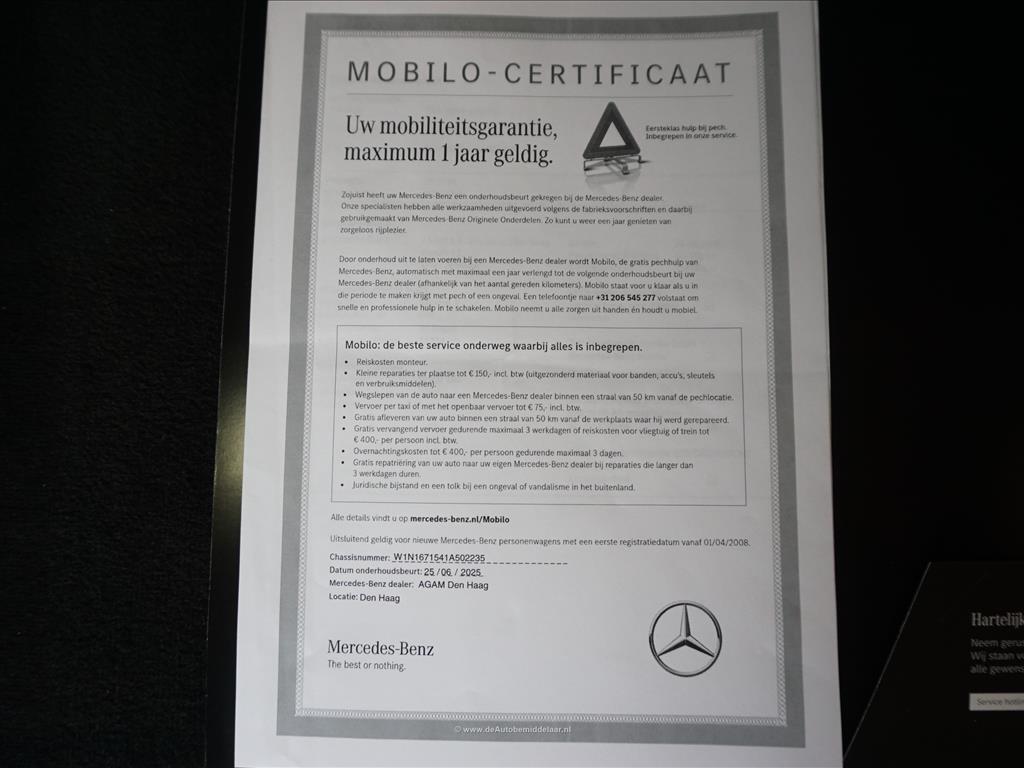 MOBILO-CERTIFICAAT
Uw mobiliteitsgarantie,
maximum 1 jaar geldig.
Eersteklas hulp bij pech.
Inbegrepen in onze service.
Zojuist heeft uw Mercedes-Benz een onderhoudsbeurt gekregen bij de Mercedes-Benz dealer.
Onze specialisten hebben alle werkzaamheden uitgevoerd volgens de fabrieksvoorschriften en daarbij
gebruikgemaakt van Mercedes-Benz Originele Onderdelen. Zo kunt u weer een jaar genieten van
zorgeloos rijplezier.
Door onderhoud uit te laten voeren bij een Mercedes-Benz dealer wordt Mobilo, de gratis pechhulp van
Mercedes-Benz, automatisch met maximaal een jaar verlengd tot de volgende onderhoudsbeurt bij uw
Mercedes-Benz dealer (afhankelijk van het aantal gereden kilometers). Mobilo staat voor u klaar als u in
die periode te maken krijgt met pech of een ongeval. Een telefoontje naar +31 206 545 277 volstaat om
snelle en professionele hulp in te schakelen. Mobilo neemt u alle zorgen uit handen én houdt u mobiel.
Mobilo: de beste service onderweg waarbij alles is inbegrepen.
• Reiskosten monteur.
• Kleine reparaties ter plaatse tot € 150,- incl. btw (uitgezonderd materiaal voor banden, accu's, sleutels
en verbruiksmiddelen).
• Wegslepen van de auto naar een Mercedes-Benz dealer binnen een straal van 50 km vanaf de pechlocatie.
• Vervoer per taxi of met het openbaar vervoer tot € 75,- incl. btw.
• Gratis afleveren van uw auto binnen een straal van 50 km vanaf de werkplaats waar hij werd gerepareerd.
• Gratis vervangend vervoer gedurende maximaal 3 werkdagen of reiskosten voor vliegtuig of trein tot
€ 400,- per persoon incl. btw.
• Overnachtingskosten tot € 400,- per persoon gedurende maximaal 3 dagen.
• Gratis repatriëring van uw auto naar uw eigen Mercedes-Benz dealer bij reparaties die langer dan
3 werkdagen duren.
• Juridische bijstand en een tolk bij een ongeval of vandalisme in het buitenland.
Alle details vindt u op mercedes-benz.nl/Mobilo
Uitsluitend geldig voor nieuwe Mercedes-Benz personenwagens met een eerste registratiedatum vanaf 01/04/2008.
Chassisnummer: W1N1671541A502235
Datum onderhoudsbeurt: 25 / 06 / 2025
Mercedes-Benz dealer: AGAM Den Haag
Locatie: Den Haag
Mercedes-Benz
The best or nothing.
© www.deAutobemiddelaar.nl
Hartelijk
Neem gerus
Wij staan v
alle gewens
Service hotlin